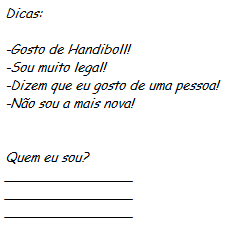 Dicas:
-Gosto de Handiboll!
-Sou muito legal!
-Dizem que eu gosto de uma pessoa!
-Não sou a mais nova!
Quem eu sou?